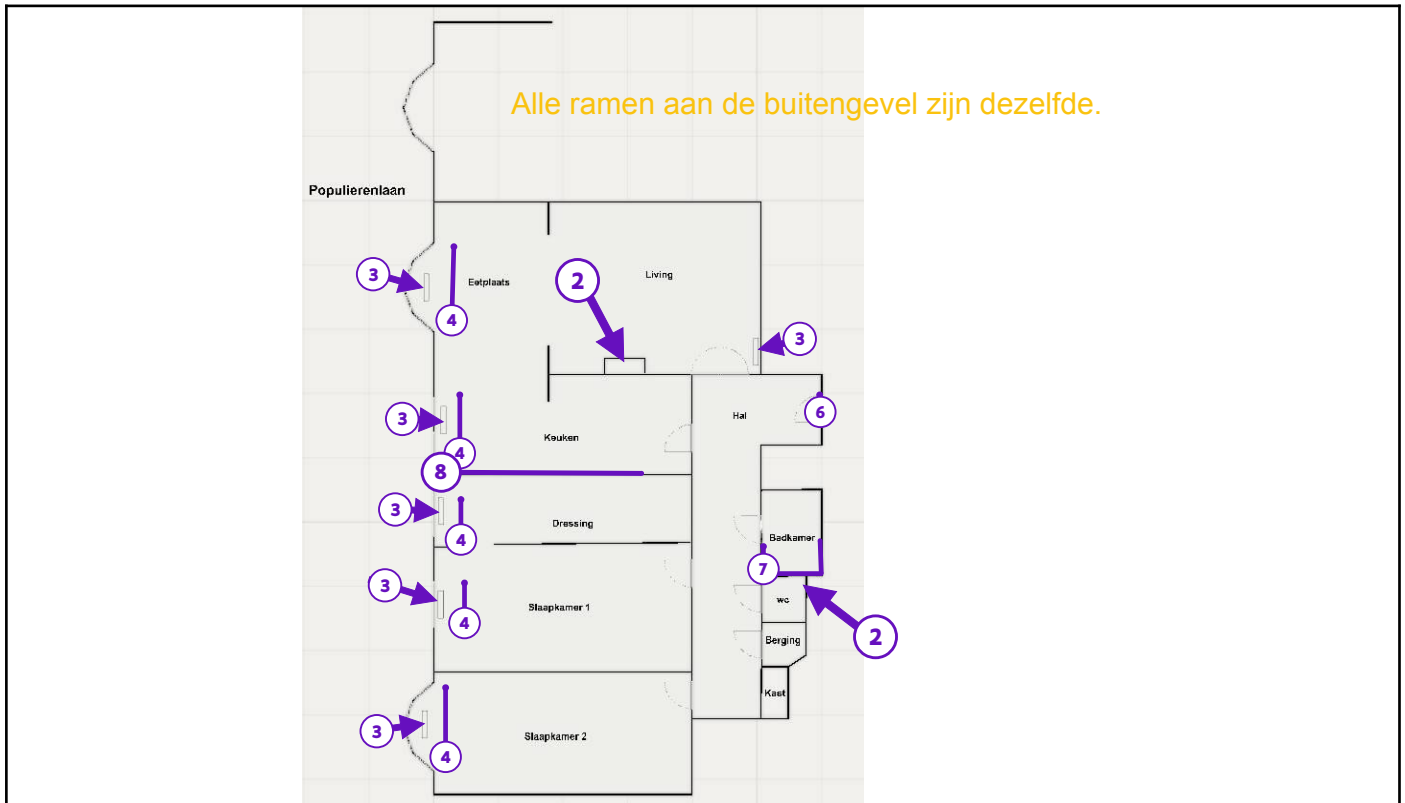 Alle ramen aan de buitengevel zijn dezelfde.
Populierenlaan
3
Eetplaats
2
Living
4
3
3
Hal
6
Keuken
4
8
3
Dressing
4
Badkamer
7
3
Slaapkamer 1
wc
4
Berging
2
Kast
3
Slaapkamer 2
4